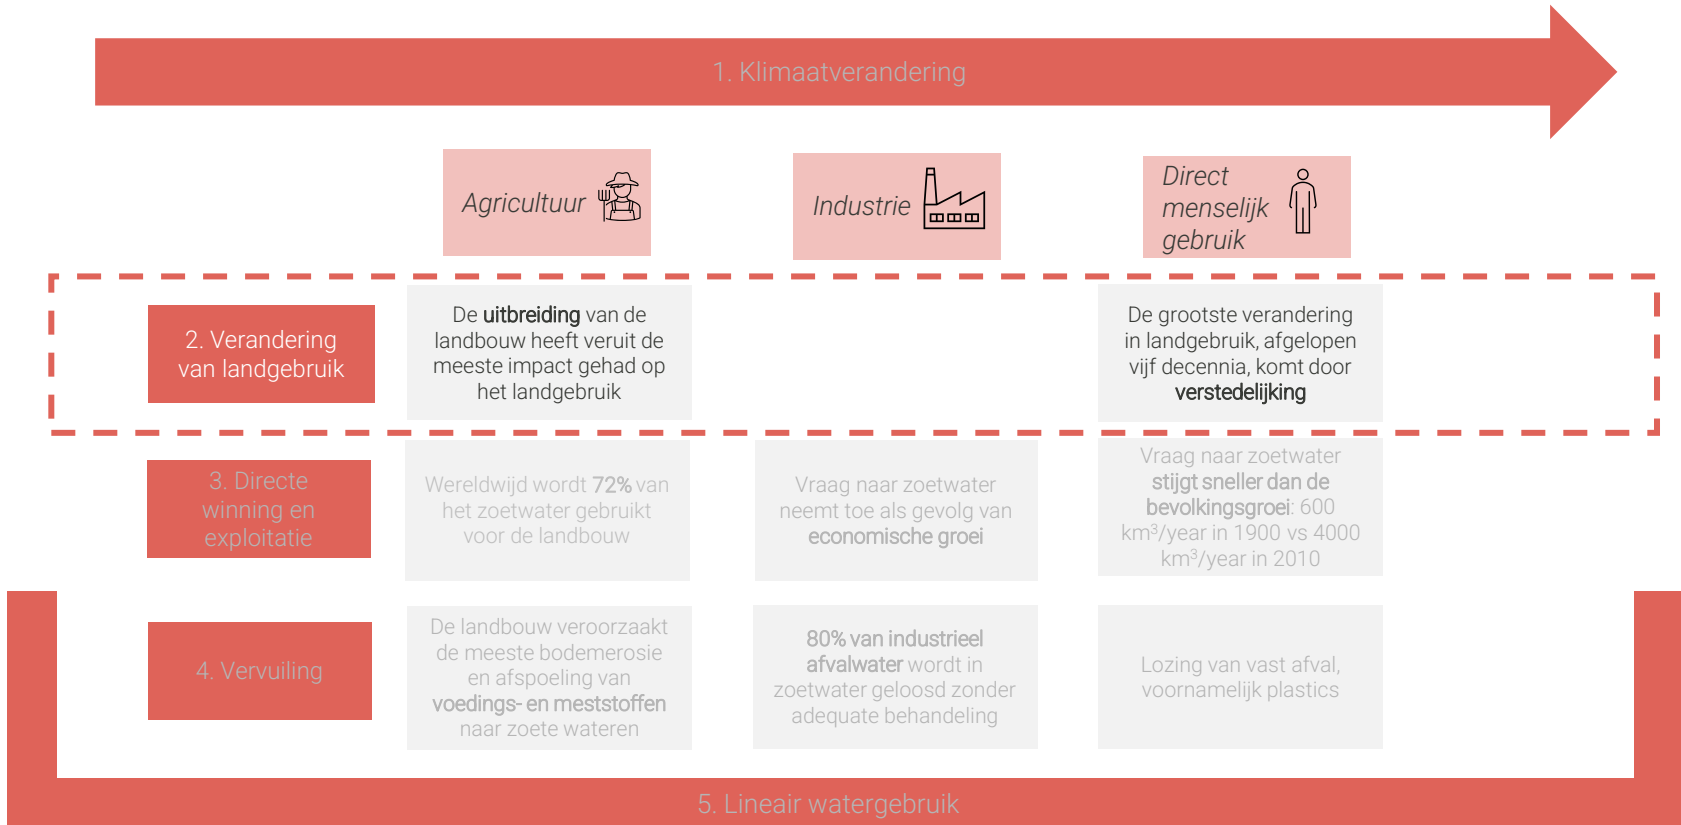 1. Klimaatverandering
Agricultuur
Industrie
Direct
menselijk
gebruik
2. Verandering
van landgebruik
De uitbreiding van de
landbouw heeft veruit de
meeste impact gehad op
het landgebruik
De grootste verandering
in landgebruik, afgelopen
vijf decennia, komt door
verstedelijking
3. Directe
winning en
exploitatie
Wereldwijd wordt 72% van
het zoetwater gebruikt
voor de landbouw
Vraag naar zoetwater
neemt toe als gevolg van
economische groei
Vraag naar zoetwater
stijgt sneller dan de
bevolkingsgroei: 600
km³/year in 1900 vs 4000
km³/year in 2010
4. Vervuiling
De landbouw veroorzaakt
de meeste bodemerosie
en afspoeling van
voedings- en meststoffen
naar zoete wateren
80% van industrieel
afvalwater wordt in
zoetwater geloosd zonder
adequate behandeling
Lozing van vast afval,
voornamelijk plastics
5. Lineair watergebruik